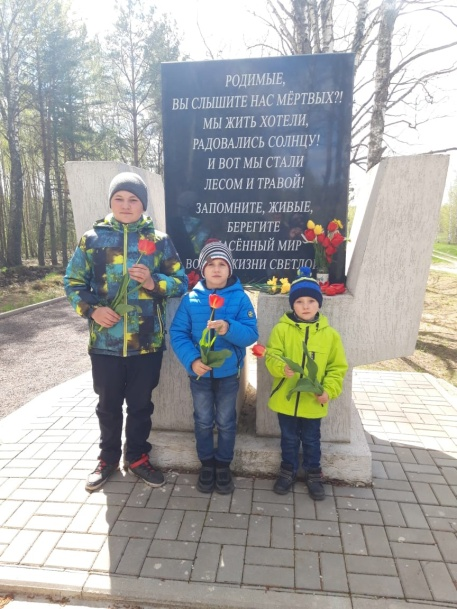 РОДИМЫЕ,
ВЫ СЛЫШИТЕ НАС МЁРТВЫХ?!
МЫ ЖИТЬ ХОТЕЛИ,
РАДОВАЛИСЬ СОЛНЦУ!
И ВОТ МЫ СТАЛИ
ЛЕСОМ И ТРАВОЙ!
ЗАПОМНИТЕ, ЖИВЫЕ,
БЕРЕГИТЕ
МИР
ЖИЗНИ СВЕТЛО